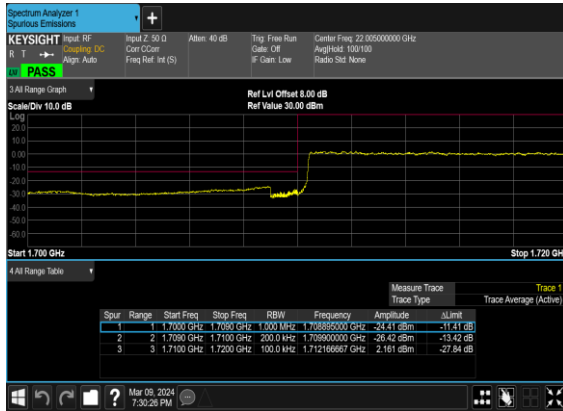 Spectrum Analyzer 1
Spurious Emissions
KEYSIGHT Input: RF Input Z: 50 Ω Atten: 40 dB Trig: Free Run Center Freq: 22.005000000 GHz
R T Coupling: DC Corr CCorr Gate: Off Avg|Hold: 100/100
Align: Auto Freq Ref: Int (S) IF Gain: Low Radio Std: None
PASS
3 All Range Graph
Ref Lvl Offset 8.00 dB
Scale/Div 10.0 dB Ref Value 30.00 dBm
Log
20.0
10.0
0.00
-10.0
-20.0
-30.0
-40.0
-50.0
-60.0
Start 1.700 GHz Stop 1.720 GHz
4 All Range Table
Measure Trace Trace 1
Trace Type Trace Average (Active)
Spur Range Start Freq Stop Freq RBW Frequency Amplitude ΔLimit
1 1 1.7000 GHz 1.7090 GHz 1.000 MHz 1.708895000 GHz -24.41 dBm -11.41 dB
2 2 1.7090 GHz 1.7100 GHz 200.0 kHz 1.709900000 GHz -26.42 dBm -13.42 dB
3 3 1.7100 GHz 1.7200 GHz 100.0 kHz 1.712166667 GHz 2.161 dBm -27.84 dB
? Mar 09, 2024
7:30:26 PM